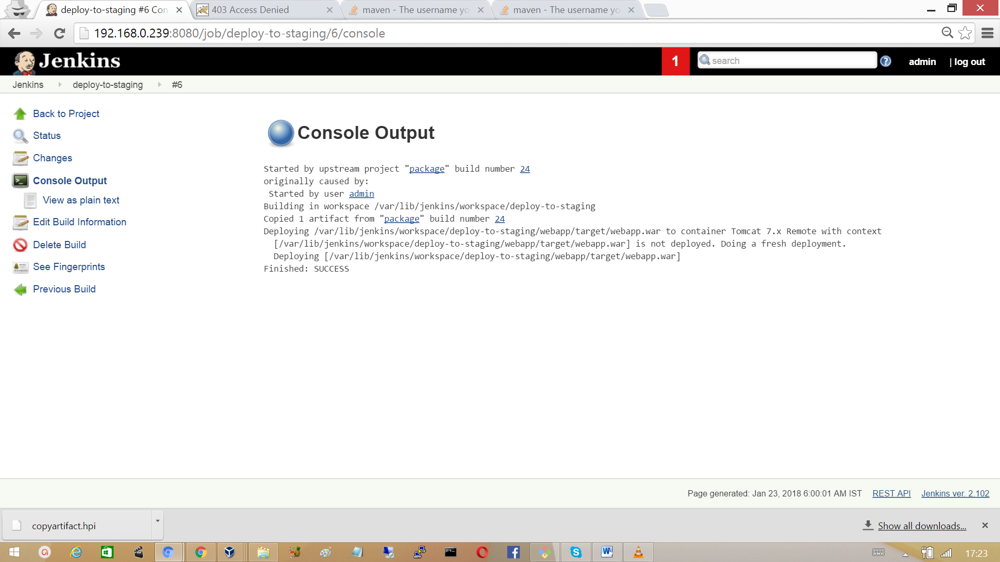 deploy-to-staging #6 Con
403 Access Denied
maven - The username yo
maven - The username yo
192.168.0.239:8080/job/deploy-to-staging/6/console
Jenkins
1
search
?
admin
| log out
Jenkins
deploy-to-staging
#6
Back to Project
Status
Changes
Console Output
View as plain text
Edit Build Information
Delete Build
See Fingerprints
Previous Build
Console Output
Started by upstream project "package" build number 24
originally caused by:
Started by user admin
Building in workspace /var/lib/jenkins/workspace/deploy-to-staging
Copied 1 artifact from "package" build number 24
Deploying /var/lib/jenkins/workspace/deploy-to-staging/webapp/target/webapp.war to container Tomcat 7.x Remote with context
[/var/lib/jenkins/workspace/deploy-to-staging/webapp/target/webapp.war] is not deployed. Doing a fresh deployment.
Deploying [/var/lib/jenkins/workspace/deploy-to-staging/webapp/target/webapp.war]
Finished: SUCCESS
Page generated: Jan 23, 2018 6:00:01 AM IST
REST API
Jenkins ver. 2.102
copyartifact.hpi
Show all downloads...
17:23